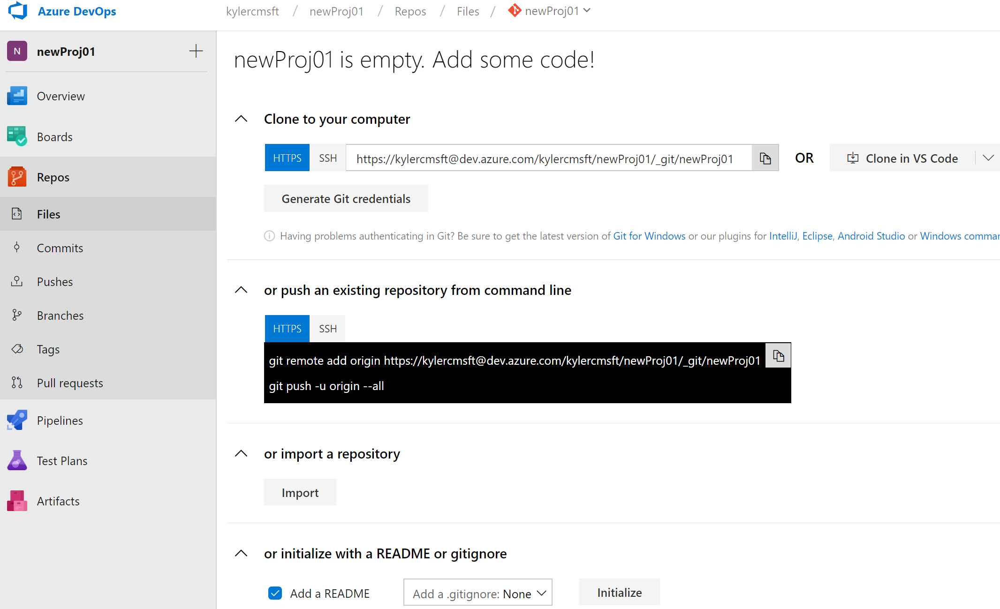 Azure DevOps
kylercmsft / newProj01 / Repos / Files / newProj01
N newProj01
Overview
Boards
Repos
Files
Commits
Pushes
Branches
Tags
Pull requests
Pipelines
Test Plans
Artifacts
newProj01 is empty. Add some code!
Clone to your computer
HTTPS SSH https://kylercmsft@dev.azure.com/kylercmsft/newProj01/_git/newProj01 OR Clone in VS Code
Generate Git credentials
Having problems authenticating in Git? Be sure to get the latest version of Git for Windows or our plugins for IntelliJ, Eclipse, Android Studio or Windows
or push an existing repository from command line
HTTPS SSH
git remote add origin https://kylercmsft@dev.azure.com/kylercmsft/newProj01/_git/newProj01
git push -u origin --all
or import a repository
Import
or initialize with a README or gitignore
Add a README Add a .gitignore: None Initialize